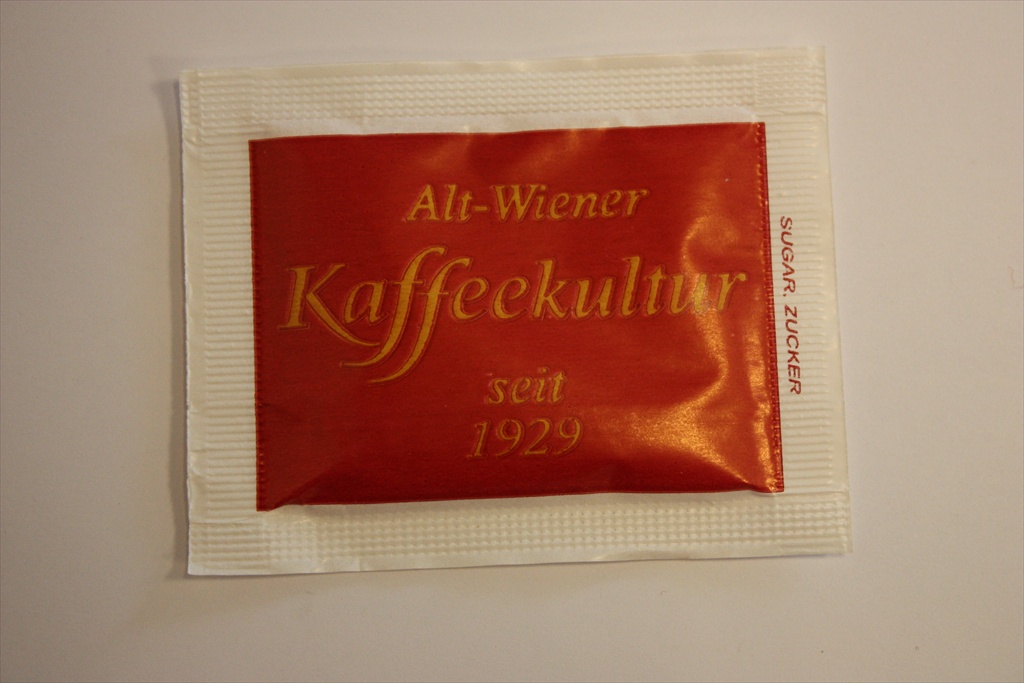 Alt-Wiener
Kaffeekultur
seit
1929
SUGAR. ZUCKER